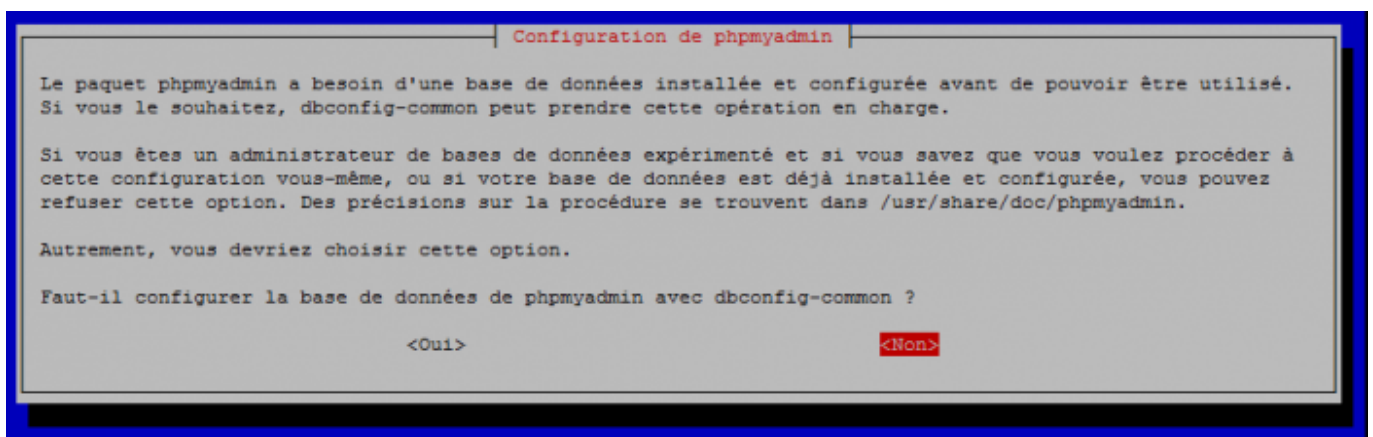 Configuration de phpmyadmin
Le paquet phpmyadmin a besoin d'une base de données installée et configurée avant de pouvoir être utilisé.
Si vous le souhaitez, dbconfig-common peut prendre cette opération en charge.
Si vous êtes un administrateur de bases de données expérimenté et si vous savez que vous voulez procéder à
cette configuration vous-même, ou si votre base de données est déjà installée et configurée, vous pouvez
refuser cette option. Des précisions sur la procédure se trouvent dans /usr/share/doc/phpmyadmin.
Autrement, vous devriez choisir cette option.
Faut-il configurer la base de données de phpmyadmin avec dbconfig-common ?
<Oui> <Non>